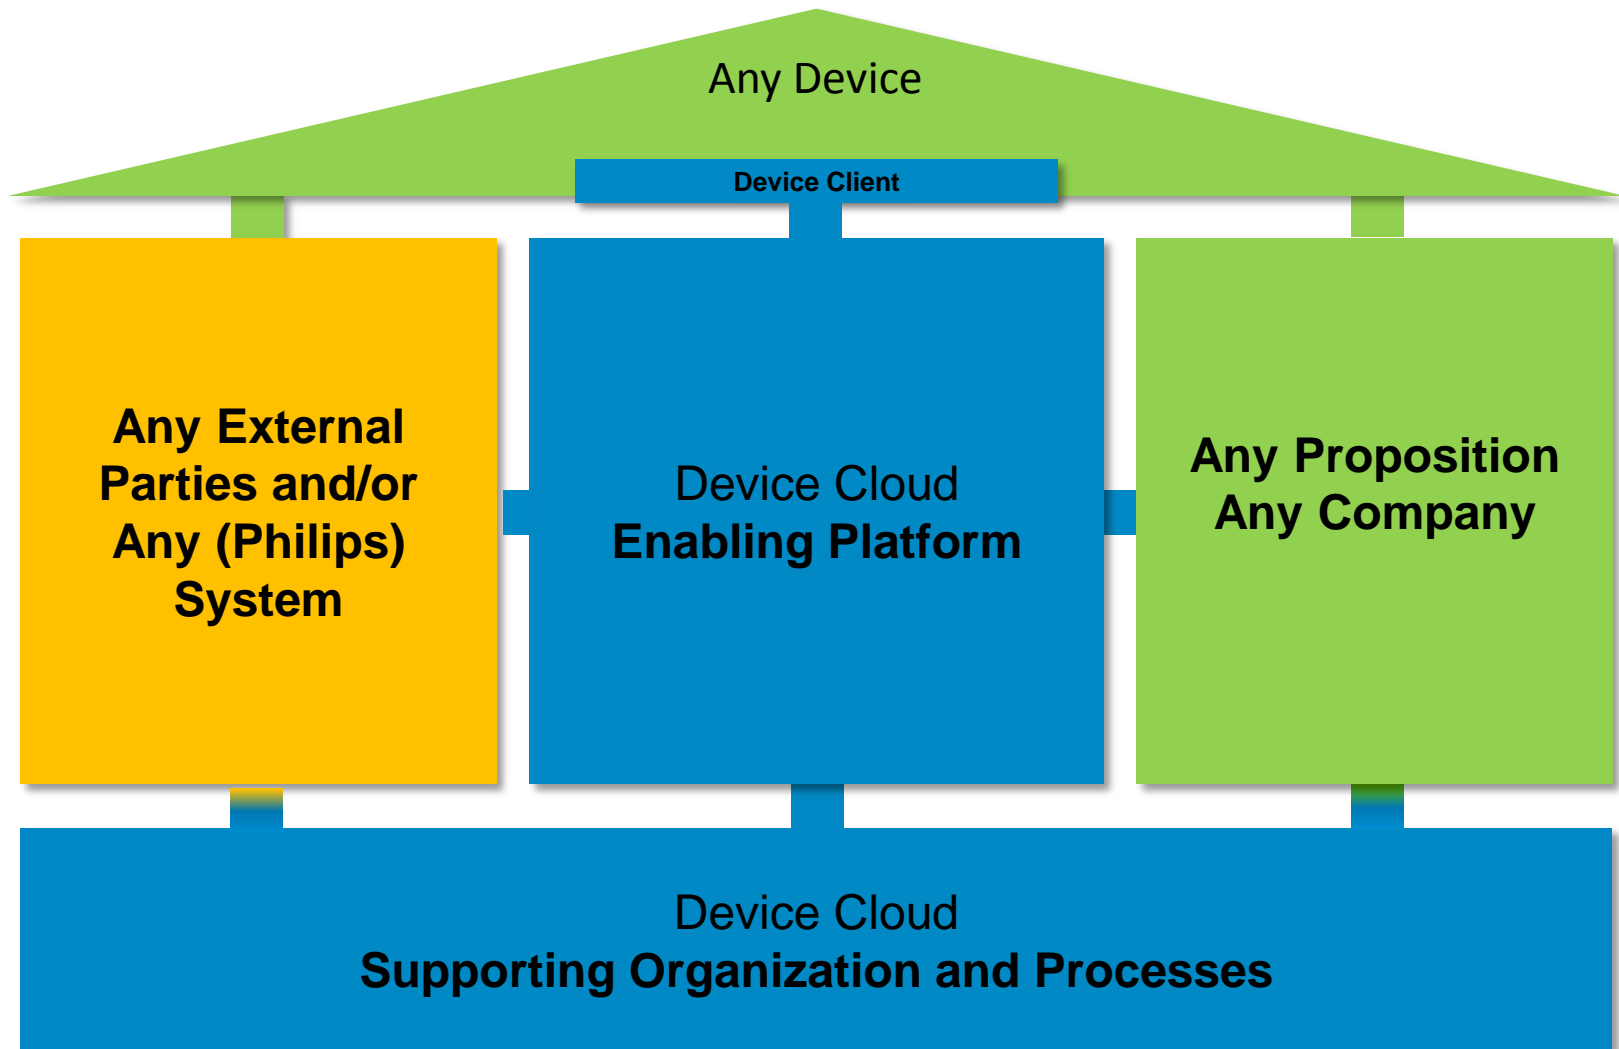 Any Device
Device Client
Any External
Parties and/or
Any (Philips)
System
Device Cloud
Enabling Platform
Any Proposition
Any Company
Device Cloud
Supporting Organization and Processes